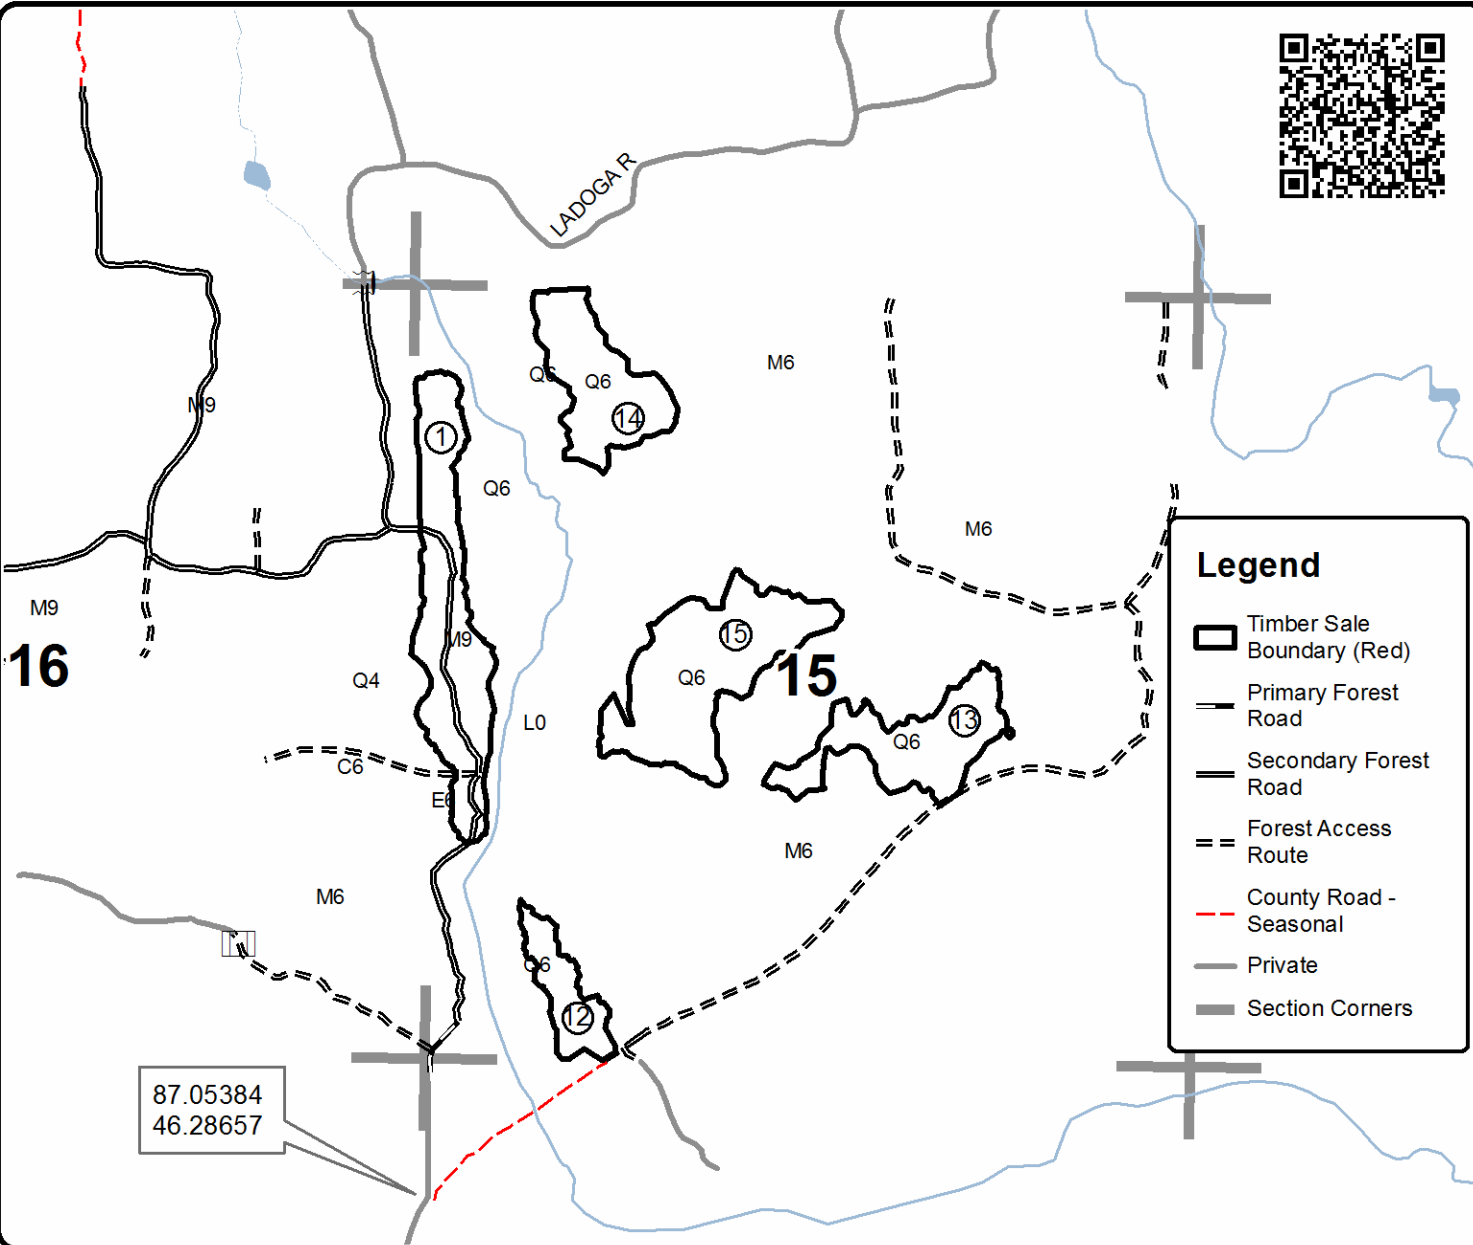 LADOGA R
M6
Q6
Q6
14
M9
1
Q6
M6
Legend
Timber Sale
Boundary (Red)
Primary Forest
Road
Secondary Forest
Road
Forest Access
Route
County Road -
Seasonal
Private
Section Corners
M9
16
15
M9
Q6
15
Q4
L0
13
Q6
C6
E6
M6
M6
Q6
12
87.05384
46.28657